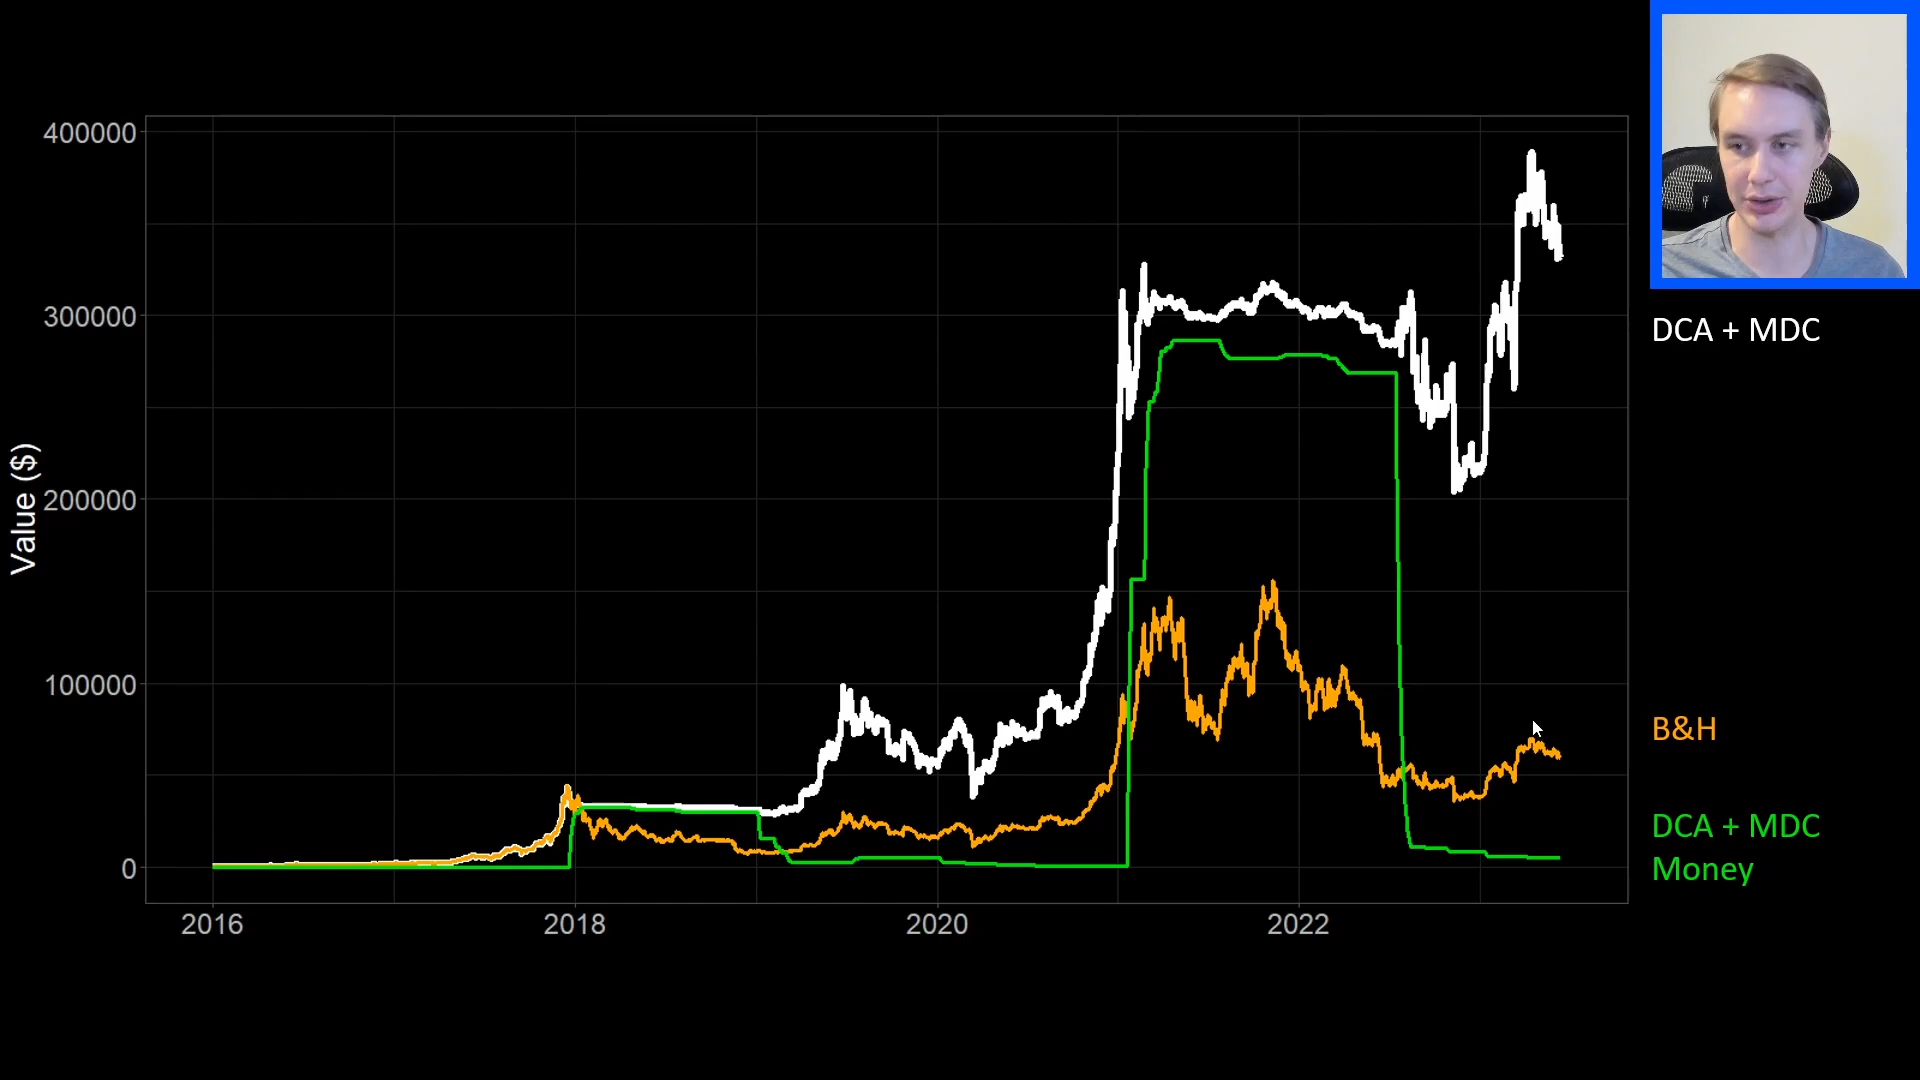 400000
300000
200000
100000
0
Value ($)
2016
2018
2020
2022
DCA + MDC
B&H
DCA + MDC
Money